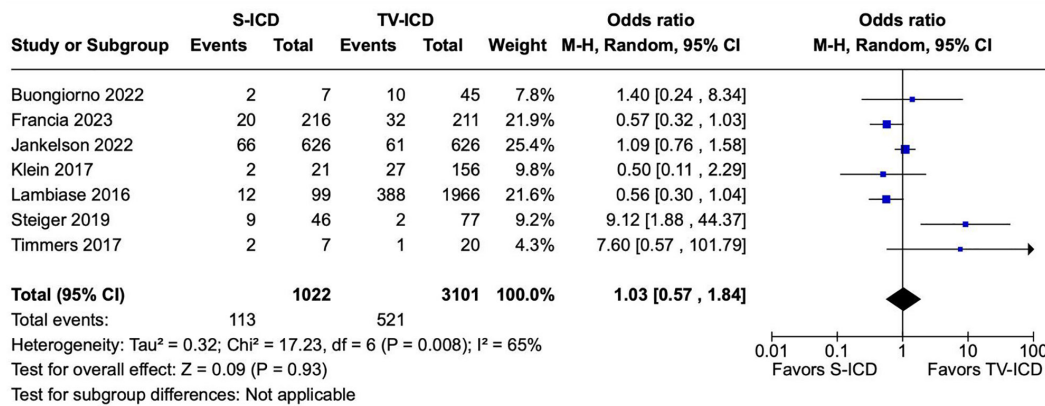 S-ICD TV-ICD Odds ratio Odds ratio
Study or Subgroup Events Total Events Total Weight M-H, Random, 95% CI M-H, Random, 95% CI
Buongiorno 2022 2 7 10 45 7.8% 1.40 [0.24 , 8.34]
Francia 2023 20 216 32 211 21.9% 0.57 [0.32 , 1.03]
Jankelson 2022 66 626 61 626 25.4% 1.09 [0.76 , 1.58]
Klein 2017 2 21 27 156 9.8% 0.50 [0.11 , 2.29]
Lambiase 2016 12 99 388 1966 21.6% 0.56 [0.30 , 1.04]
Steiger 2019 9 46 2 77 9.2% 9.12 [1.88 , 44.37]
Timmers 2017 2 7 1 20 4.3% 7.60 [0.57 , 101.79]
Total (95% CI) 1022 3101 100.0% 1.03 [0.57 , 1.84]
Total events: 113 521
Heterogeneity: Tau² = 0.32; Chi² = 17.23, df = 6 (P = 0.008); I² = 65%
0.01 0.1 1 10 100
Test for overall effect: Z = 0.09 (P = 0.93)
Favors S-ICD Favors TV-ICD
Test for subgroup differences: Not applicable